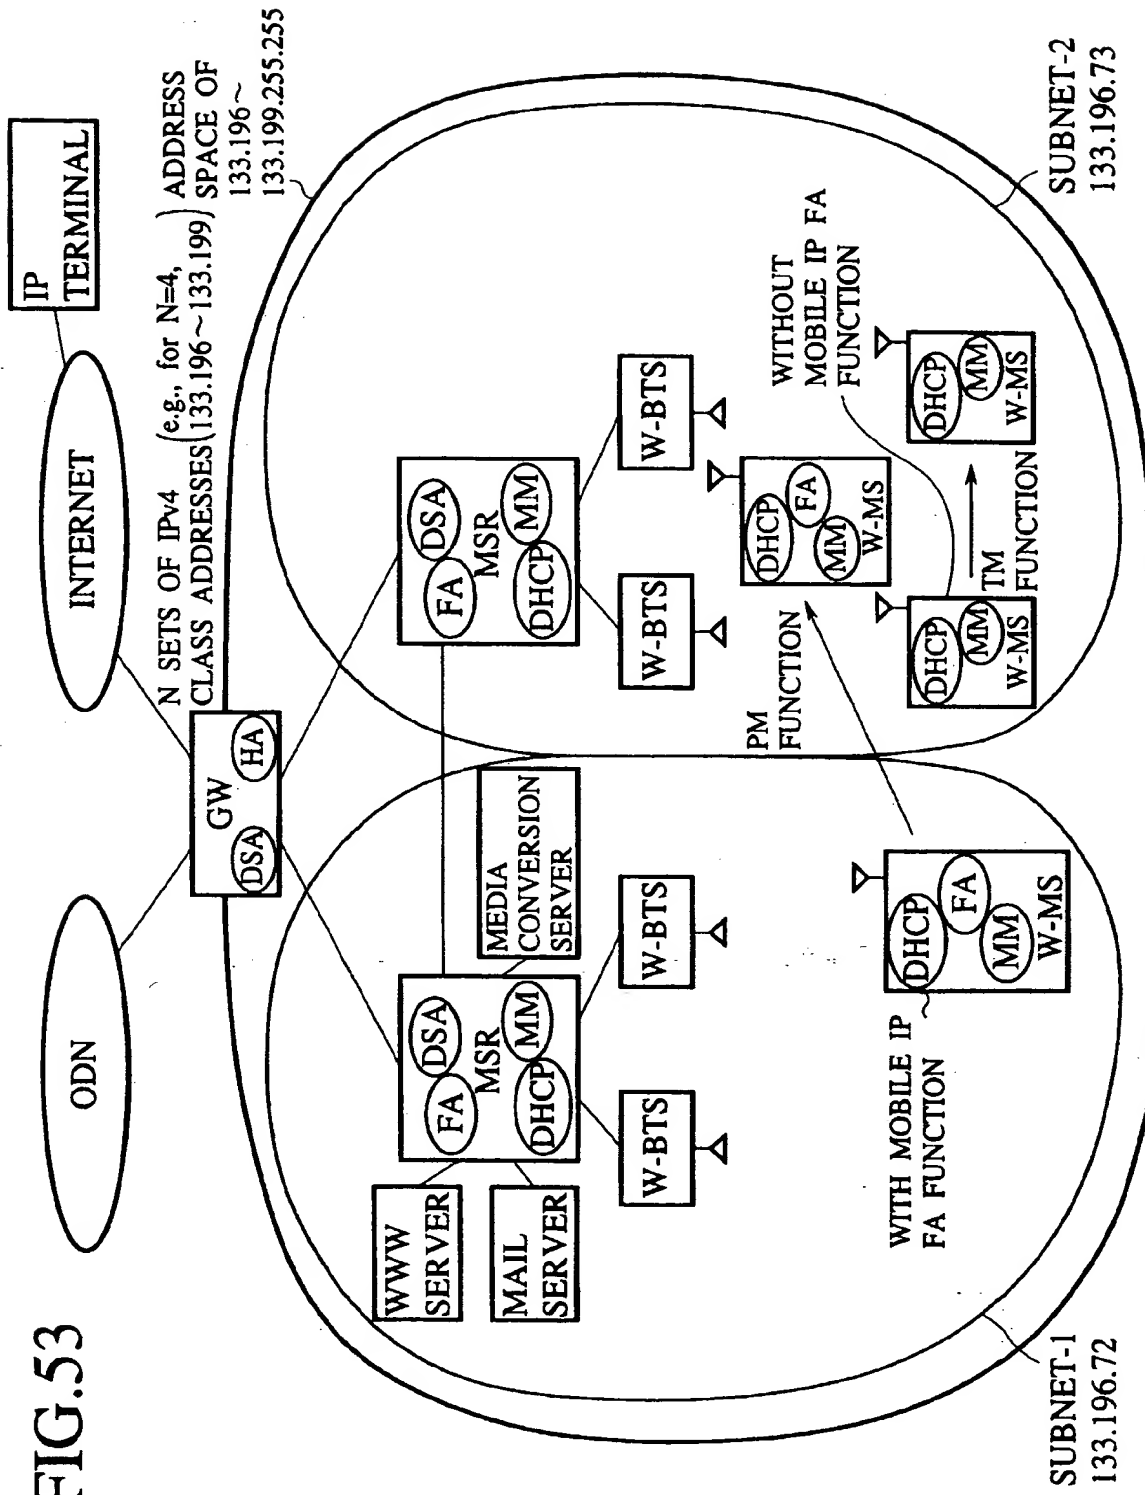 FIG.53
ODN
INTERNET
IP
TERMINAL
GW
DSA
HA
N SETS OF IPv4
CLASS ADDRESSES
(e.g., for N=4,
133.196~133.199)
ADDRESS
SPACE OF
133.196~
133.199.255.255
WWW
SERVER
MAIL
SERVER
FA
DSA
MSR
DHCP
MM
MEDIA
CONVERSION
SERVER
FA
DSA
MSR
DHCP
MM
W-BTS
W-BTS
W-BTS
W-BTS
WITH MOBILE IP
FA FUNCTION
DHCP
FA
MM
W-MS
PM
FUNCTION
DHCP
FA
MM
W-MS
WITHOUT
MOBILE IP FA
FUNCTION
DHCP
MM
W-MS
TM
FUNCTION
DHCP
MM
W-MS
SUBNET-1
133.196.72
SUBNET-2
133.196.73